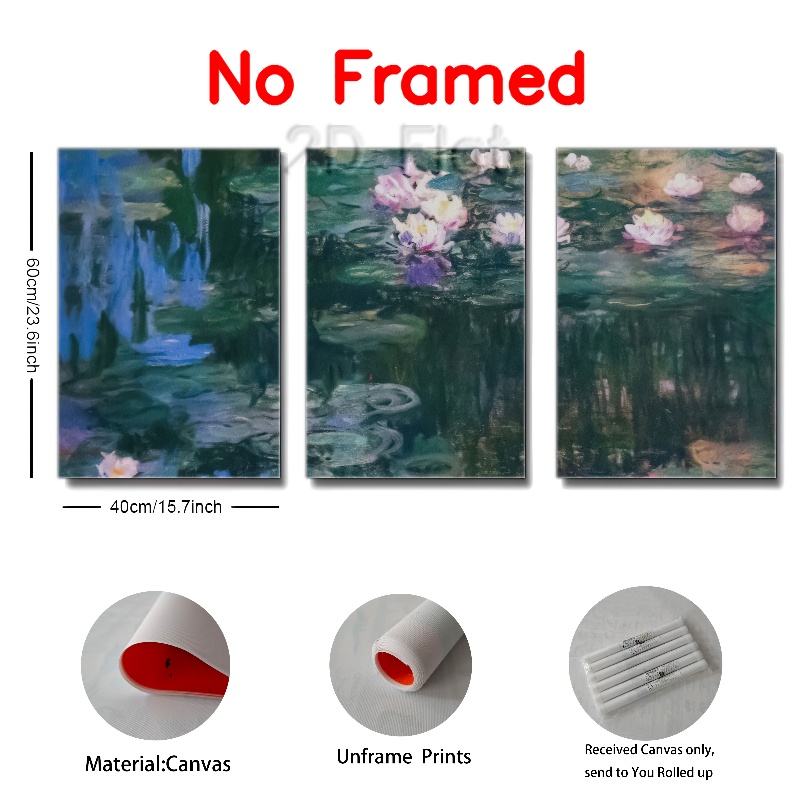 No Framed
2D Flat
60cm/23.6inch
40cm/15.7inch
Material:Canvas
Unframe Prints
Received Canvas only,
send to You Rolled up